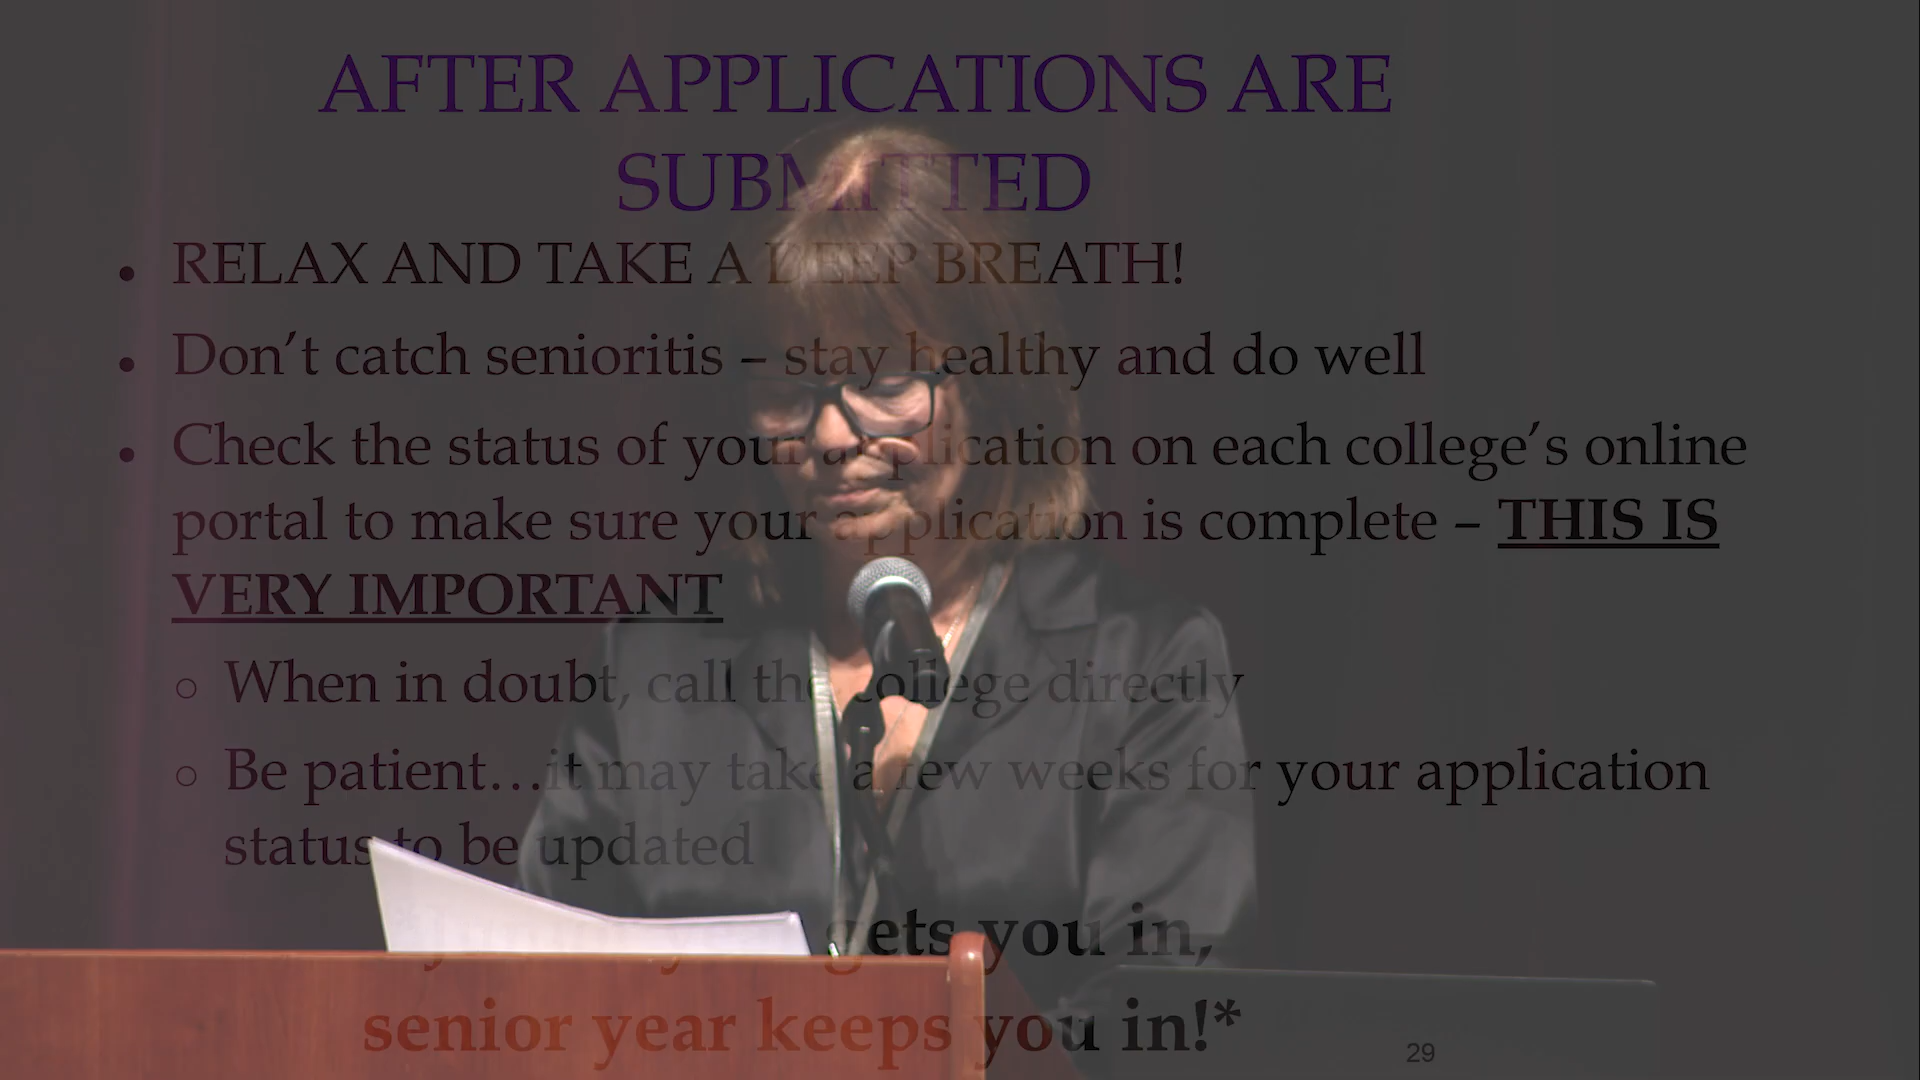 AFTER APPLICATIONS ARE
SUBMITTED
• RELAX AND TAKE A DEEP BREATH!
• Don’t catch senioritis – stay healthy and do well
• Check the status of your application on each college’s online
portal to make sure your application is complete – THIS IS
VERY IMPORTANT
○ When in doubt, call the college directly
○ Be patient…it may take a few weeks for your application
status to be updated
gets you in,
senior year keeps you in!*
29